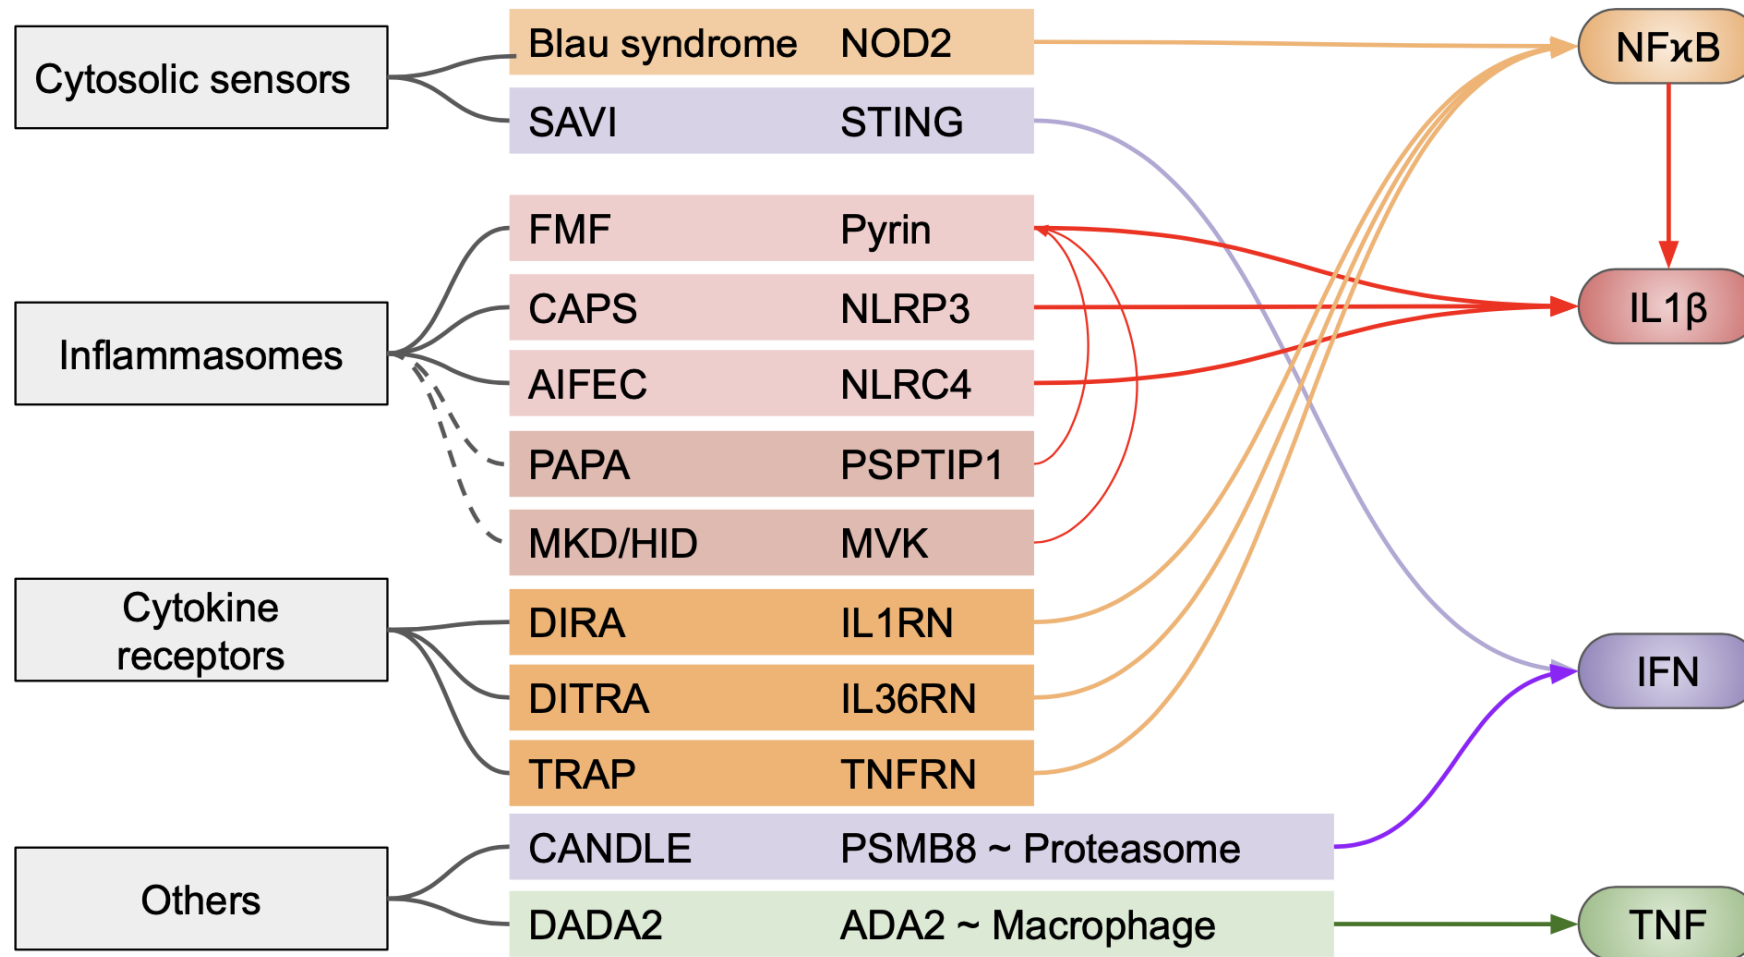 Cytosolic sensors
Blau syndrome NOD2
SAVI STING
NFϰB
Inflammasomes
FMF Pyrin
CAPS NLRP3
AIFEC NLRC4
PAPA PSPTIP1
MKD/HID MVK
IL1β
Cytokine
receptors
DIRA IL1RN
DITRA IL36RN
TRAP TNFRN
IFN
Others
CANDLE PSMB8 ~ Proteasome
DADA2 ADA2 ~ Macrophage
TNF